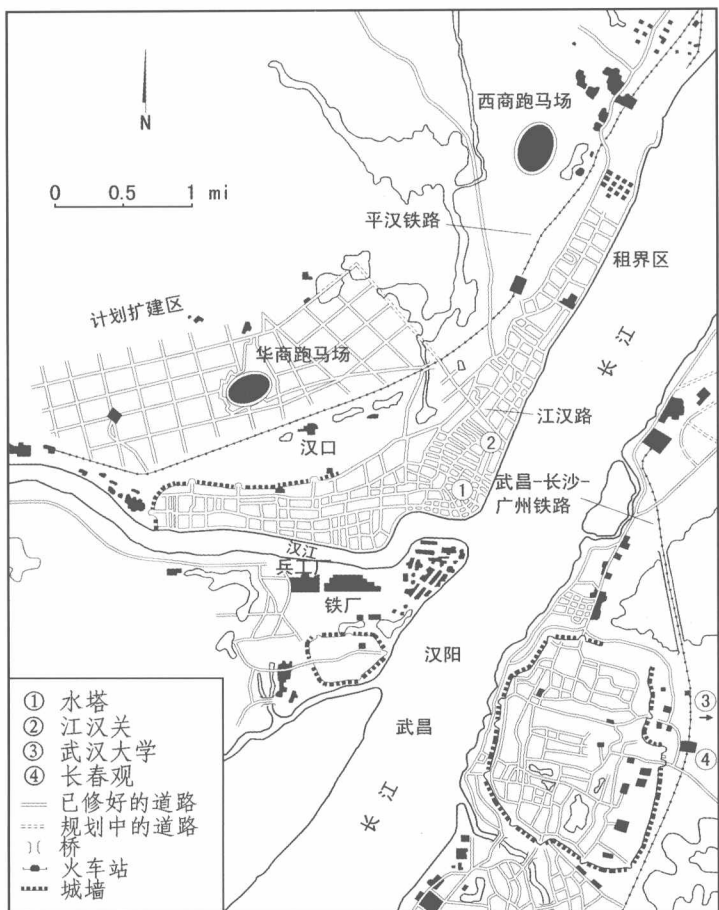 西商跑马场
N
0 0.5 1 mi
平汉铁路
租界区
计划扩建区
华商跑马场
长江
江汉路
汉口
②
①
武昌-长沙-
广州铁路
汉江
兵工厂
铁厂
汉阳
③
武昌
④
长江
① 水塔
② 江汉关
③ 武汉大学
④ 长春观
已修好的道路
规划中的道路
桥
火车站
城墙